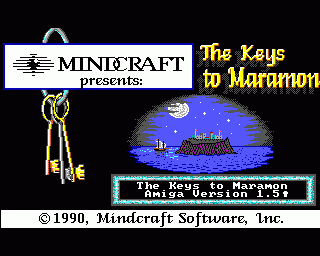 MINDCRAFT
presents:
The Keys
to Maramon
The Keys to Maramon
Amiga Version 1.5
©1990, Mindcraft Software, Inc.